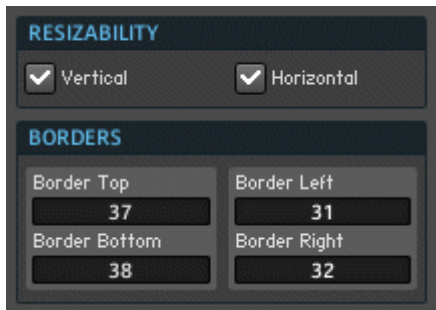 RESIZABILITY
Vertical Horizontal
BORDERS
Border Top Border Left
37 31
Border Bottom Border Right
38 32